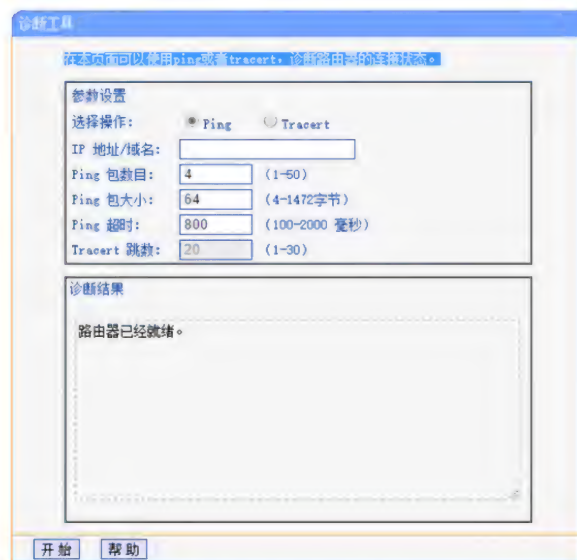 诊断工具
在本页面可以使用ping或者tracert，诊断路由器的连接状态。
参数设置
选择操作： Ping Tracert
IP 地址/域名：
Ping 包数目： 4 (1-50)
Ping 包大小： 64 (4-1472字节)
Ping 超时： 800 (100-2000 毫秒)
Tracert 跳数： 20 (1-30)
诊断结果
路由器已经就绪。
开始 帮助